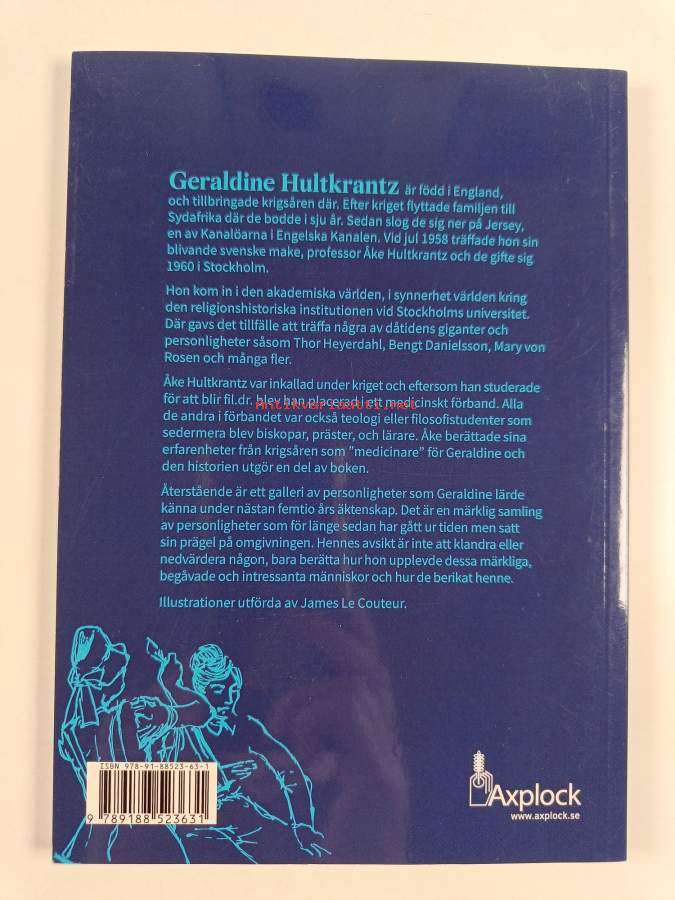 Geraldine Hultkrantz är född i England,
och tillbringade krigsåren där. Efter kriget flyttade familjen till
Sydafrika där de bodde i sju år. Sedan slog de sig ner på Jersey,
en av Kanalöarna i Engelska Kanalen. Vid jul 1958 träffade hon sin
blivande svenske make, professor Åke Hultkrantz och de gifte sig
1960 i Stockholm.
Hon kom in i den akademiska världen, i synnerhet världen kring
den religionshistoriska institutionen vid Stockholms universitet.
Där gavs det tillfälle att träffa några av dåtidens giganter och
personligheter såsom Thor Heyerdahl, Bengt Danielsson, Mary von
Rosen och många fler.
Åke Hultkrantz var inkallad under kriget och eftersom han studerade
för att blir fil.dr. blev han placerad i ett medicinskt förband. Alla
Antikvariaatti.net
de andra i förbandet var också teologi eller filosofistudenter som
sedermera blev biskopar, präster, och lärare. Åke berättade sina
erfarenheter från krigsåren som ”medicinare” för Geraldine och
den historien utgör en del av boken.
Återstående är ett galleri av personligheter som Geraldine lärde
känna under nästan femtio års äktenskap. Det är en märklig samling
av personligheter som för länge sedan har gått ur tiden men satt
sin prägel på omgivningen. Hennes avsikt är inte att klandra eller
nedvärdera någon, bara berätta hur hon upplevde dessa märkliga,
begåvade och intressanta människor och hur de berikat henne.
Illustrationer utförda av James Le Couteur.
ISBN 978-91-88523-63-1
9 789188 523631
Axplock
www.axplock.se